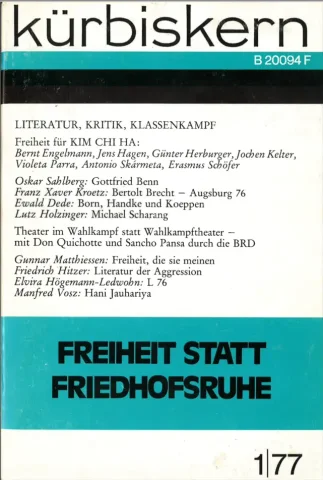 kürbiskern
B 20094 F
LITERATUR, KRITIK, KLASSENKAMPF
Freiheit für KIM CHI HA:
Bernt Engelmann, Jens Hagen, Günter Herburger, Jochen Kelter,
Violeta Parra, Antonio Skármeta, Erasmus Schöfer
Oskar Sahlberg: Gottfried Benn
Franz Xaver Kroetz: Bertolt Brecht – Augsburg 76
Ewald Dede: Born, Handke und Koeppen
Lutz Holzinger: Michael Scharang
Theater im Wahlkampf statt Wahlkampftheater –
mit Don Quichotte und Sancho Pansa durch die BRD
Gunnar Matthiessen: Freiheit, die sie meinen
Friedrich Hitzer: Literatur der Aggression
Elvira Högemann-Ledwohn: L 76
Manfred Vosz: Hani Jauhariya
FREIHEIT STATT
FRIEDHOFSRUHE
1|77